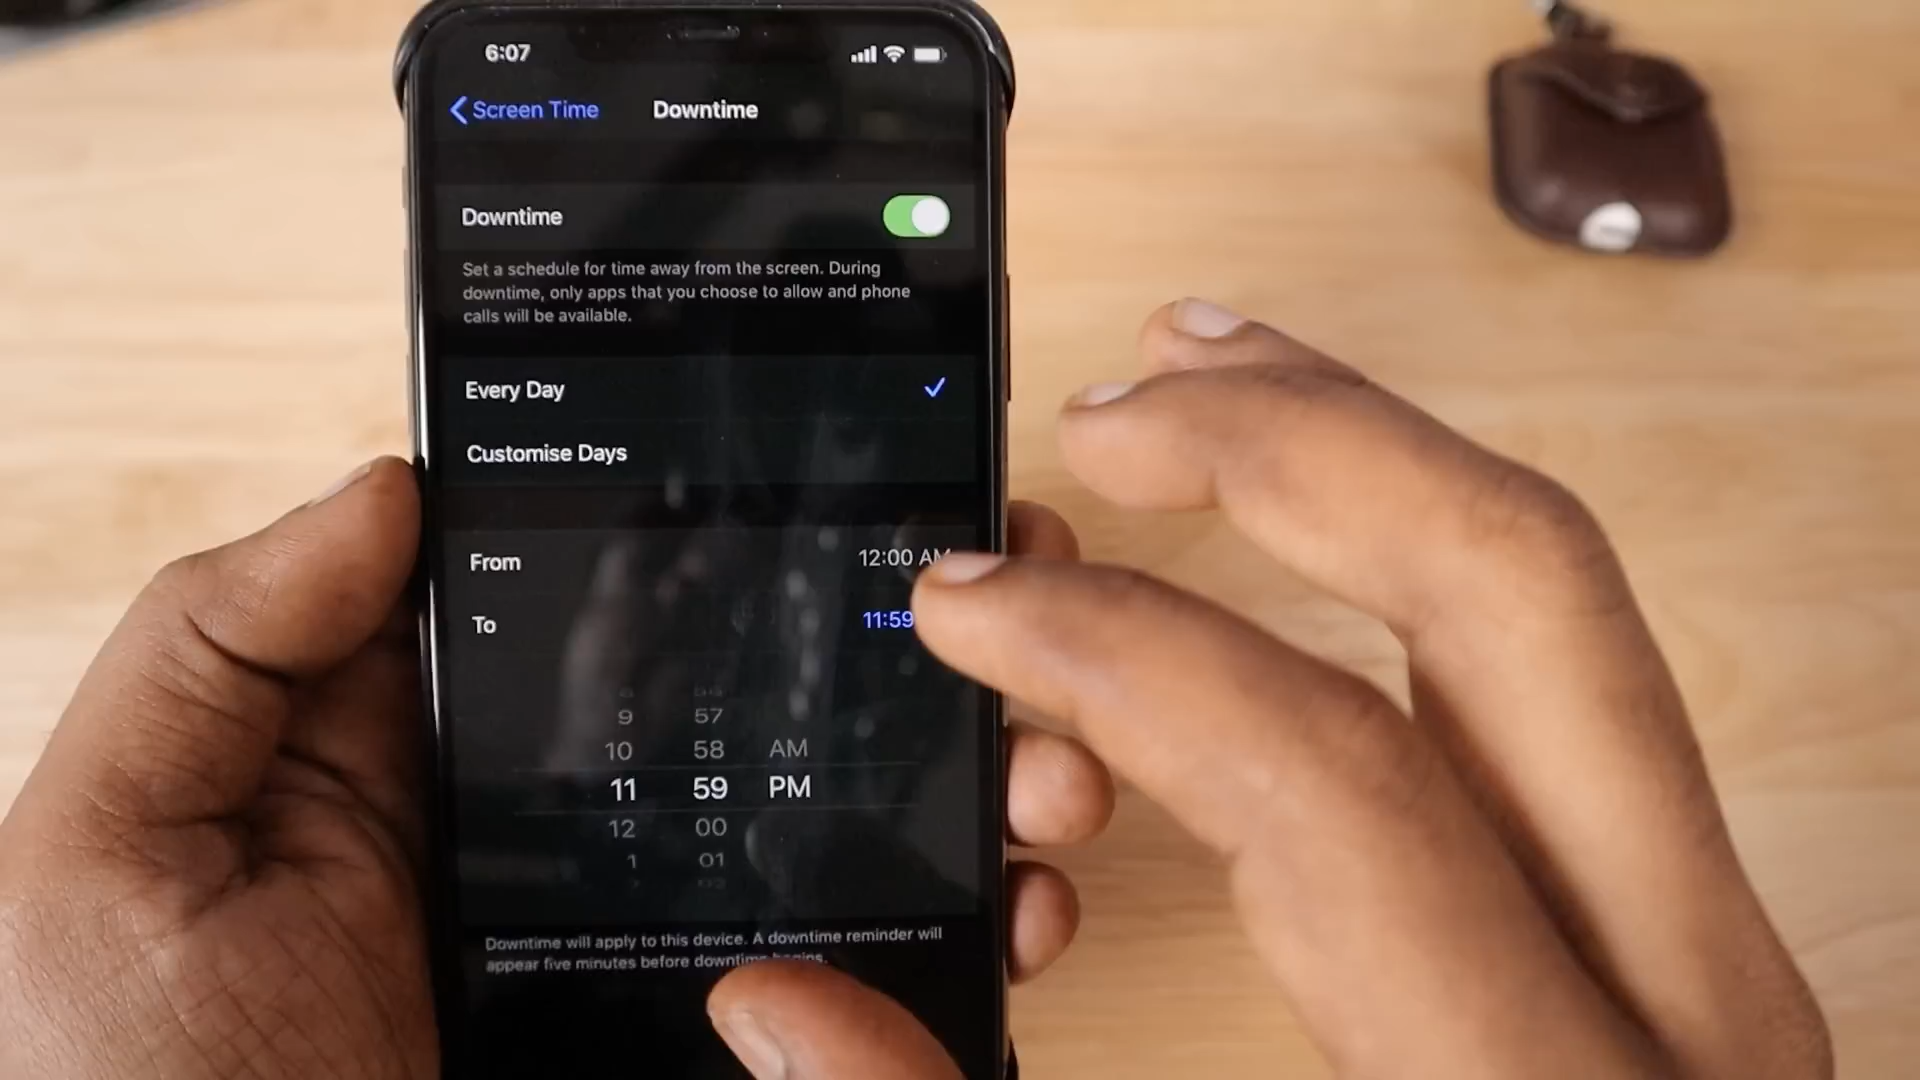 6:07
Screen Time
Downtime
Downtime
Set a schedule for time away from the screen. During
downtime, only apps that you choose to allow and phone
calls will be available.
Every Day
Customise Days
From
12:00 AM
To
11:59
9 57
10 58 AM
11 59 PM
12 00
1 01
Downtime will apply to this device. A downtime reminder will
appear five minutes before downtime begins.